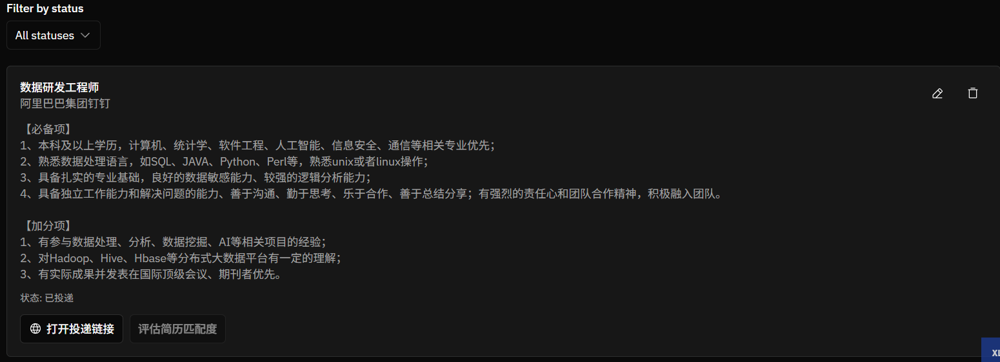 Filter by status
All statuses
数据研发工程师
阿里巴巴集团钉钉
【必备项】
1、本科及以上学历，计算机、统计学、软件工程、人工智能、信息安全、通信等相关专业优先；
2、熟悉数据处理语言，如SQL、JAVA、Python、Perl等，熟悉unix或者linux操作；
3、具备扎实的专业基础，良好的数据敏感能力、较强的逻辑分析能力；
4、具备独立工作能力和解决问题的能力、善于沟通、勤于思考、乐于合作、善于总结分享；有强烈的责任心和团队合作精神，积极融入团队。
【加分项】
1、有参与数据处理、分析、数据挖掘、AI等相关项目的经验；
2、对Hadoop、Hive、Hbase等分布式大数据平台有一定的理解；
3、有实际成果并发表在国际顶级会议、期刊者优先。
状态: 已投递
打开投递链接
评估简历匹配度